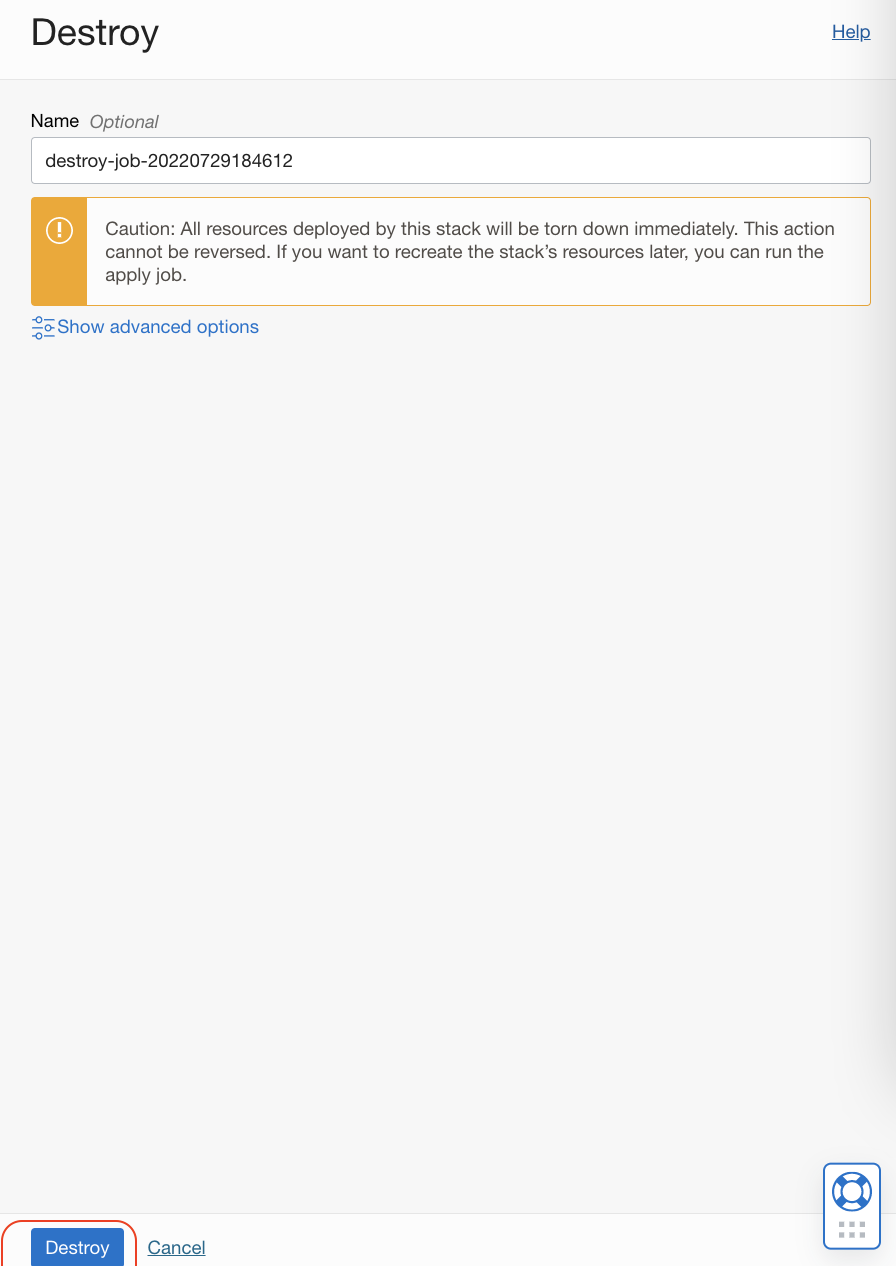 Destroy
Help
Name Optional
destroy-job-20220729184612
Caution: All resources deployed by this stack will be torn down immediately. This action
cannot be reversed. If you want to recreate the stack’s resources later, you can run the
apply job.
Show advanced options
Destroy Cancel